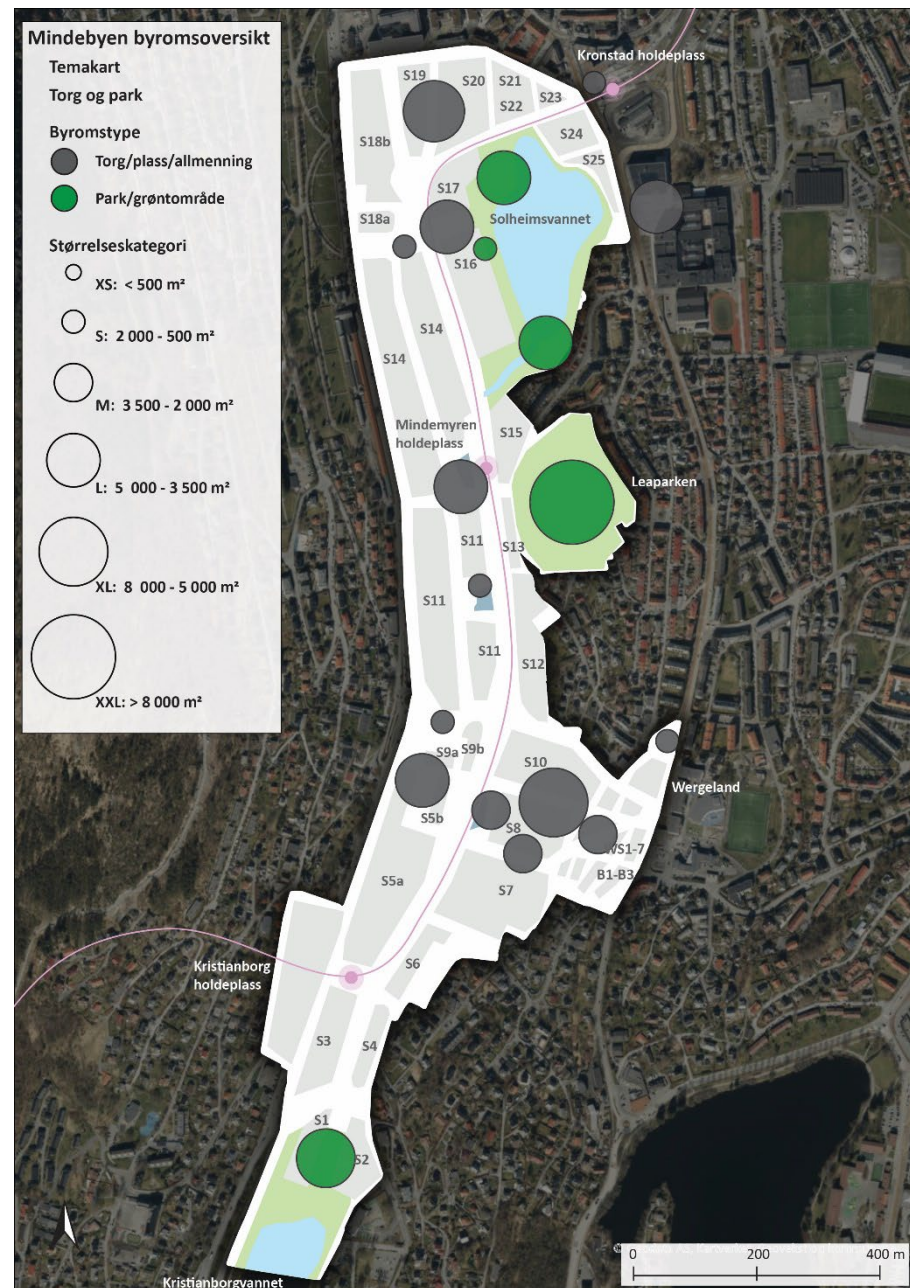 Mindebyen byromsoversikt
Temakart
Torg og park
Byromstype
Torg/plass/allmenning
Park/grøntområde
Størrelseskategori
XS: < 500 m²
S: 2 000 - 500 m²
M: 3 500 - 2 000 m²
L: 5 000 - 3 500 m²
XL: 8 000 - 5 000 m²
XXL: > 8 000 m²
Kronstad holdeplass
S19
S20
S21
S22
S23
S18b
S24
S25
S17
S18a
Solheimsvannet
S16
S14
S14
Mindemyren
holdeplass
S15
Leaparken
S11
S13
S11
S11
S12
S9a
S9b
S10
Wergeland
S5b
S8
WS1-7
B1-B3
S7
S5a
Kristianborg
holdeplass
S6
S3
S4
S1
S2
Kristianborgvannet
0
200
400 m